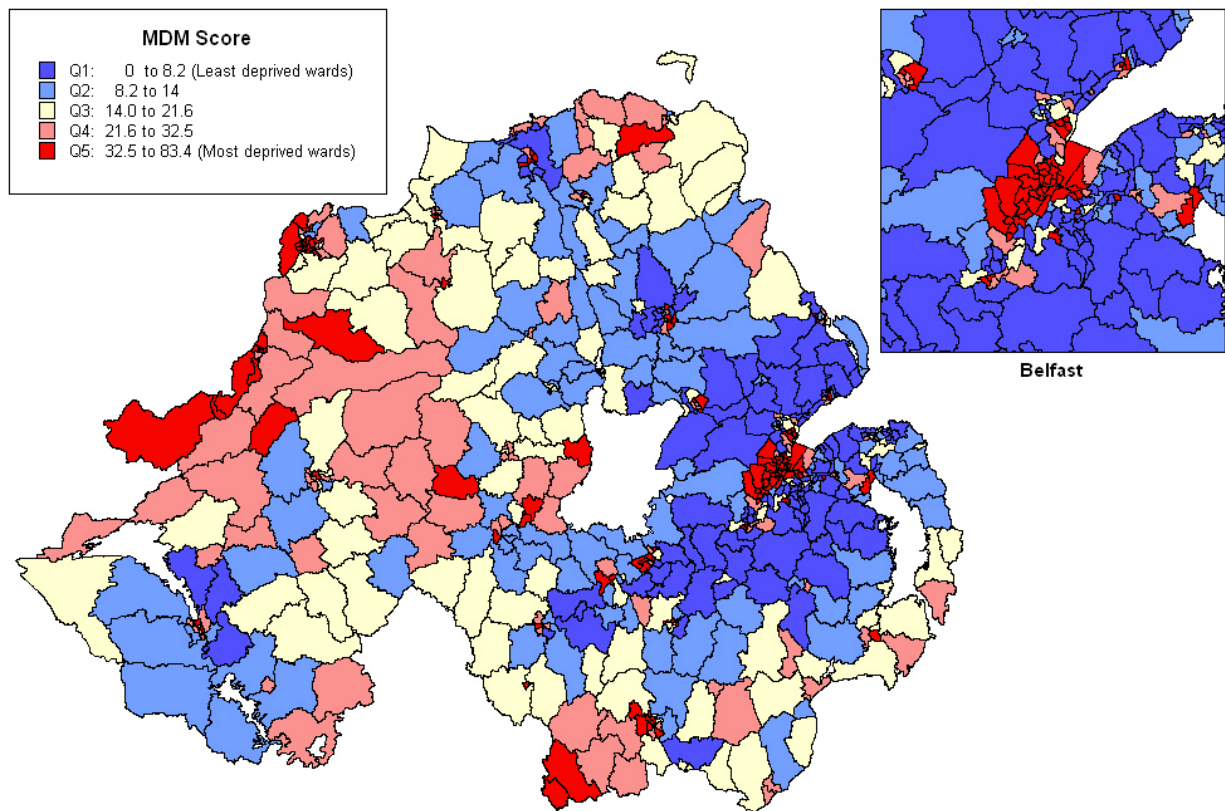 MDM Score
Q1: 0 to 8.2 (Least deprived wards)
Q2: 8.2 to 14
Q3: 14.0 to 21.6
Q4: 21.6 to 32.5
Q5: 32.5 to 83.4 (Most deprived wards)
Belfast